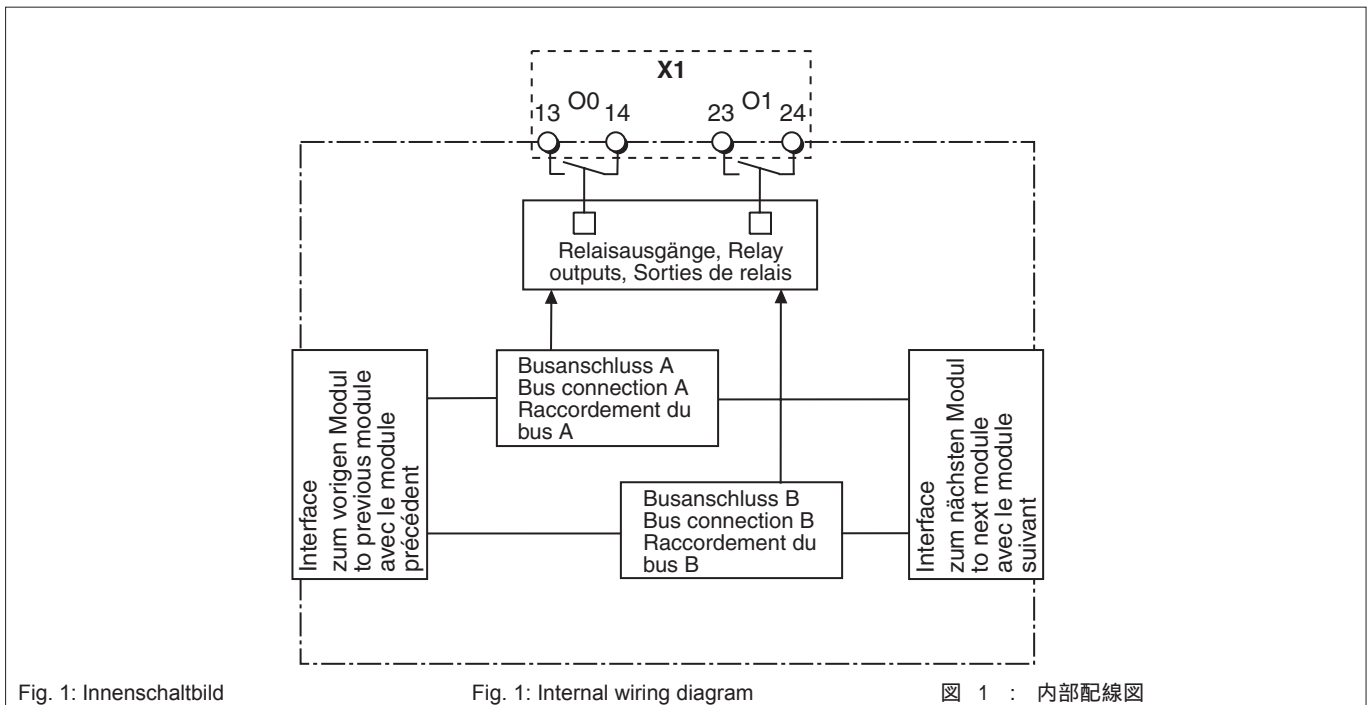 X1
13 O0 14 23 O1 24
Relaisausgänge, Relay
outputs, Sorties de relais
Interface
zum vorigen Modul
to previous module
avec le module
précédent
Busanschluss A
Bus connection A
Raccordement du
bus A
Busanschluss B
Bus connection B
Raccordement du
bus B
Interface
zum nächsten Modul
to next module
avec le module
suivant
Fig. 1: Innenschaltbild
Fig. 1: Internal wiring diagram
図 1 : 内部配線図